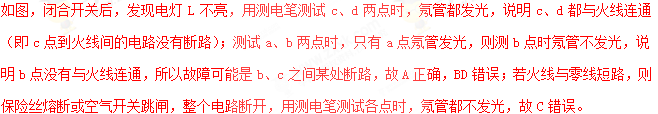 如图，闭合开关后，发现电灯 L 不亮，用测电笔测试 c、d 两点时，氖管都发光，说明 c、d 都与火线连通
（即 c 点到火线间的电路没有断路）；测试 a、b 两点时，只有 a 点氖管发光，则测 b 点时氖管不发光，说
明 b 点没有与火线连通，所以故障可能是 b、c 之间某处断路，故 A 正确，BD 错误；若火线与零线短路，则
保险丝熔断或空气开关跳闸，整个电路断开，用测电笔测试各点时，氖管都不发光，故 C 错误。